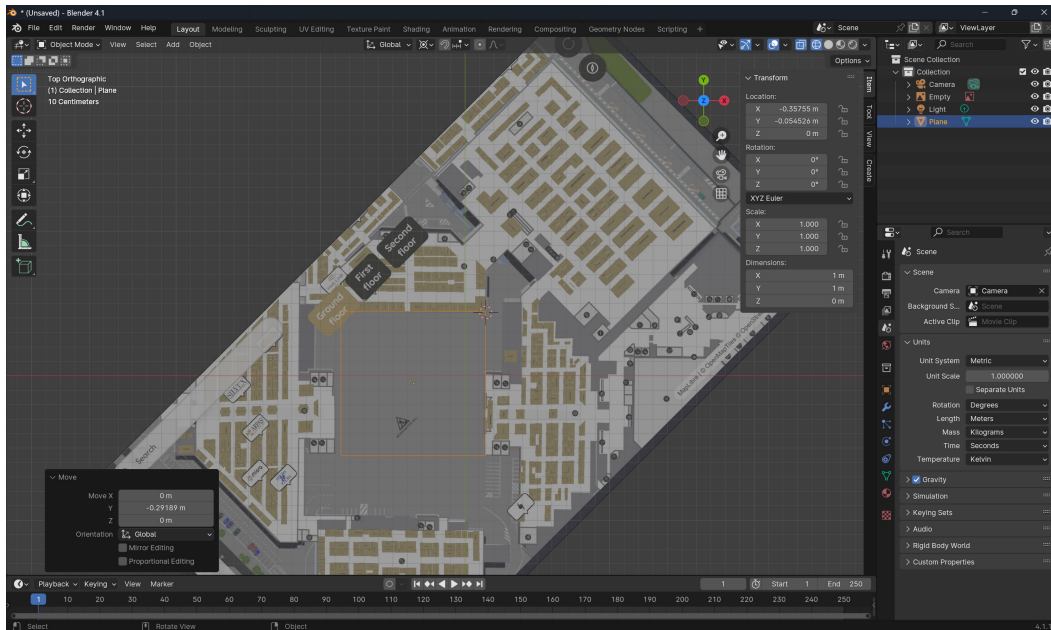 * (Unsaved) - Blender 4.1
File Edit Render Window Help Layout Modeling Sculpting UV Editing Texture Paint Shading Animation Rendering Compositing Geometry Nodes Scripting + Scene ViewLayer
Object Mode View Select Add Object Global Search
Options
Top Orthographic
(1) Collection | Plane
10 Centimeters
Y
X
Z
Transform
Location:
X -0.35755 m
Y -0.054526 m
Z 0 m
Rotation:
X 0°
Y 0°
Z 0°
XYZ Euler
Scale:
X 1.000
Y 1.000
Z 1.000
Dimensions:
X 1 m
Y 1 m
Z 0 m
Item
Tool
View
Create
Second
floor
First
floor
Ground
floor
Search
MapLibre | © OpenMapTiles © OpenStr
Move
Move X 0 m
Y -0.29189 m
Z 0 m
Orientation Global
Mirror Editing
Proportional Editing
Scene Collection
Collection
Camera
Empty
Light
Plane
Search
Scene
Scene
Camera Camera
Background S... Scene
Active Clip Movie Clip
Units
Unit System Metric
Unit Scale 1.000000
Separate Units
Rotation Degrees
Length Meters
Mass Kilograms
Time Seconds
Temperature Kelvin
Gravity
Simulation
Keying Sets
Audio
Rigid Body World
Custom Properties
Playback Keying View Marker 1 Start 1 End 250
1 10 20 30 40 50 60 70 80 90 100 110 120 130 140 150 160 170 180 190 200 210 220 230 240 250
Select Rotate View Object 4.1.1